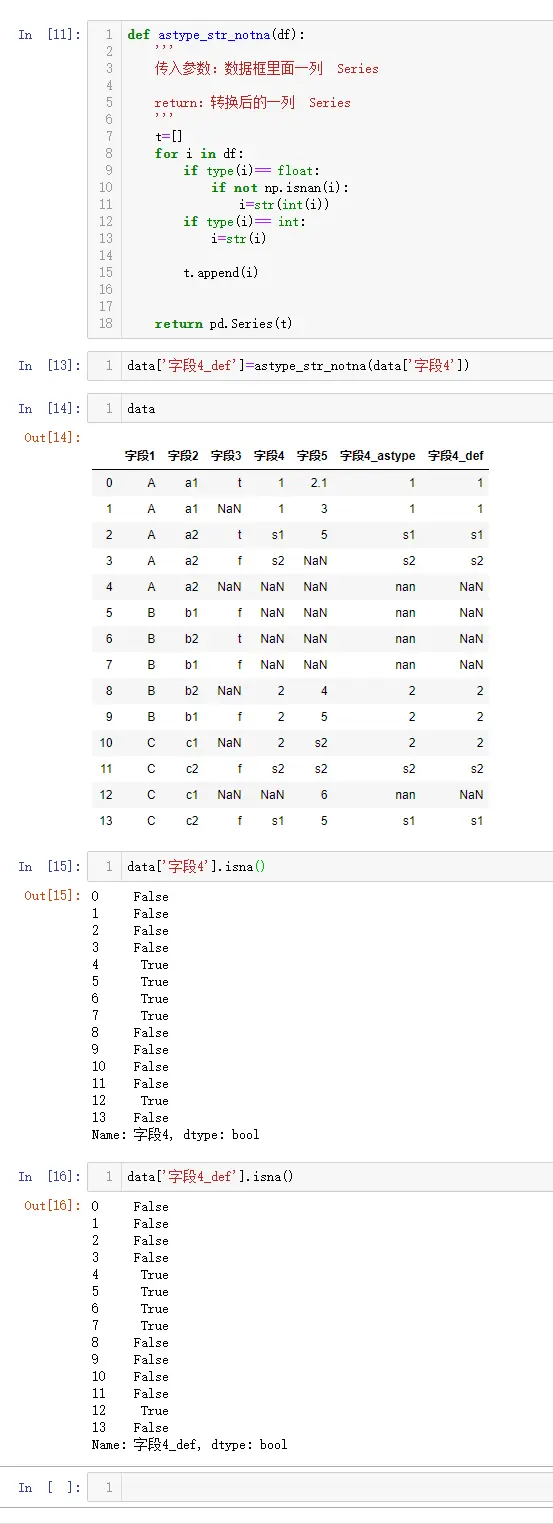 In [11]:
1 def astype_str_notna(df):
2 '''
3 传入参数：数据框里面一列 Series
4
5 return：转换后的一列 Series
6 '''
7 t=[]
8 for i in df:
9 if type(i)== float:
10 if not np.isnan(i):
11 i=str(int(i))
12 if type(i)== int:
13 i=str(i)
14
15 t.append(i)
16
17
18 return pd.Series(t)
In [13]: 1 data['字段4_def']=astype_str_notna(data['字段4'])
In [14]: 1 data
Out[14]:
字段1 字段2 字段3 字段4 字段5 字段4_astype 字段4_def
0 A a1 t 1 2.1 1 1
1 A a1 NaN 1 3 1 1
2 A a2 t s1 5 s1 s1
3 A a2 f s2 NaN s2 s2
4 A a2 NaN NaN NaN nan NaN
5 B b1 f NaN NaN nan NaN
6 B b2 t NaN NaN nan NaN
7 B b1 f NaN NaN nan NaN
8 B b2 NaN 2 4 2 2
9 B b1 f 2 5 2 2
10 C c1 NaN 2 s2 2 2
11 C c2 f s2 s2 s2 s2
12 C c1 NaN NaN 6 nan NaN
13 C c2 f s1 5 s1 s1
In [15]: 1 data['字段4'].isna()
Out[15]:
0 False
1 False
2 False
3 False
4 True
5 True
6 True
7 True
8 False
9 False
10 False
11 False
12 True
13 False
Name: 字段4, dtype: bool
In [16]: 1 data['字段4_def'].isna()
Out[16]:
0 False
1 False
2 False
3 False
4 True
5 True
6 True
7 True
8 False
9 False
10 False
11 False
12 True
13 False
Name: 字段4_def, dtype: bool
In [ ]: 1